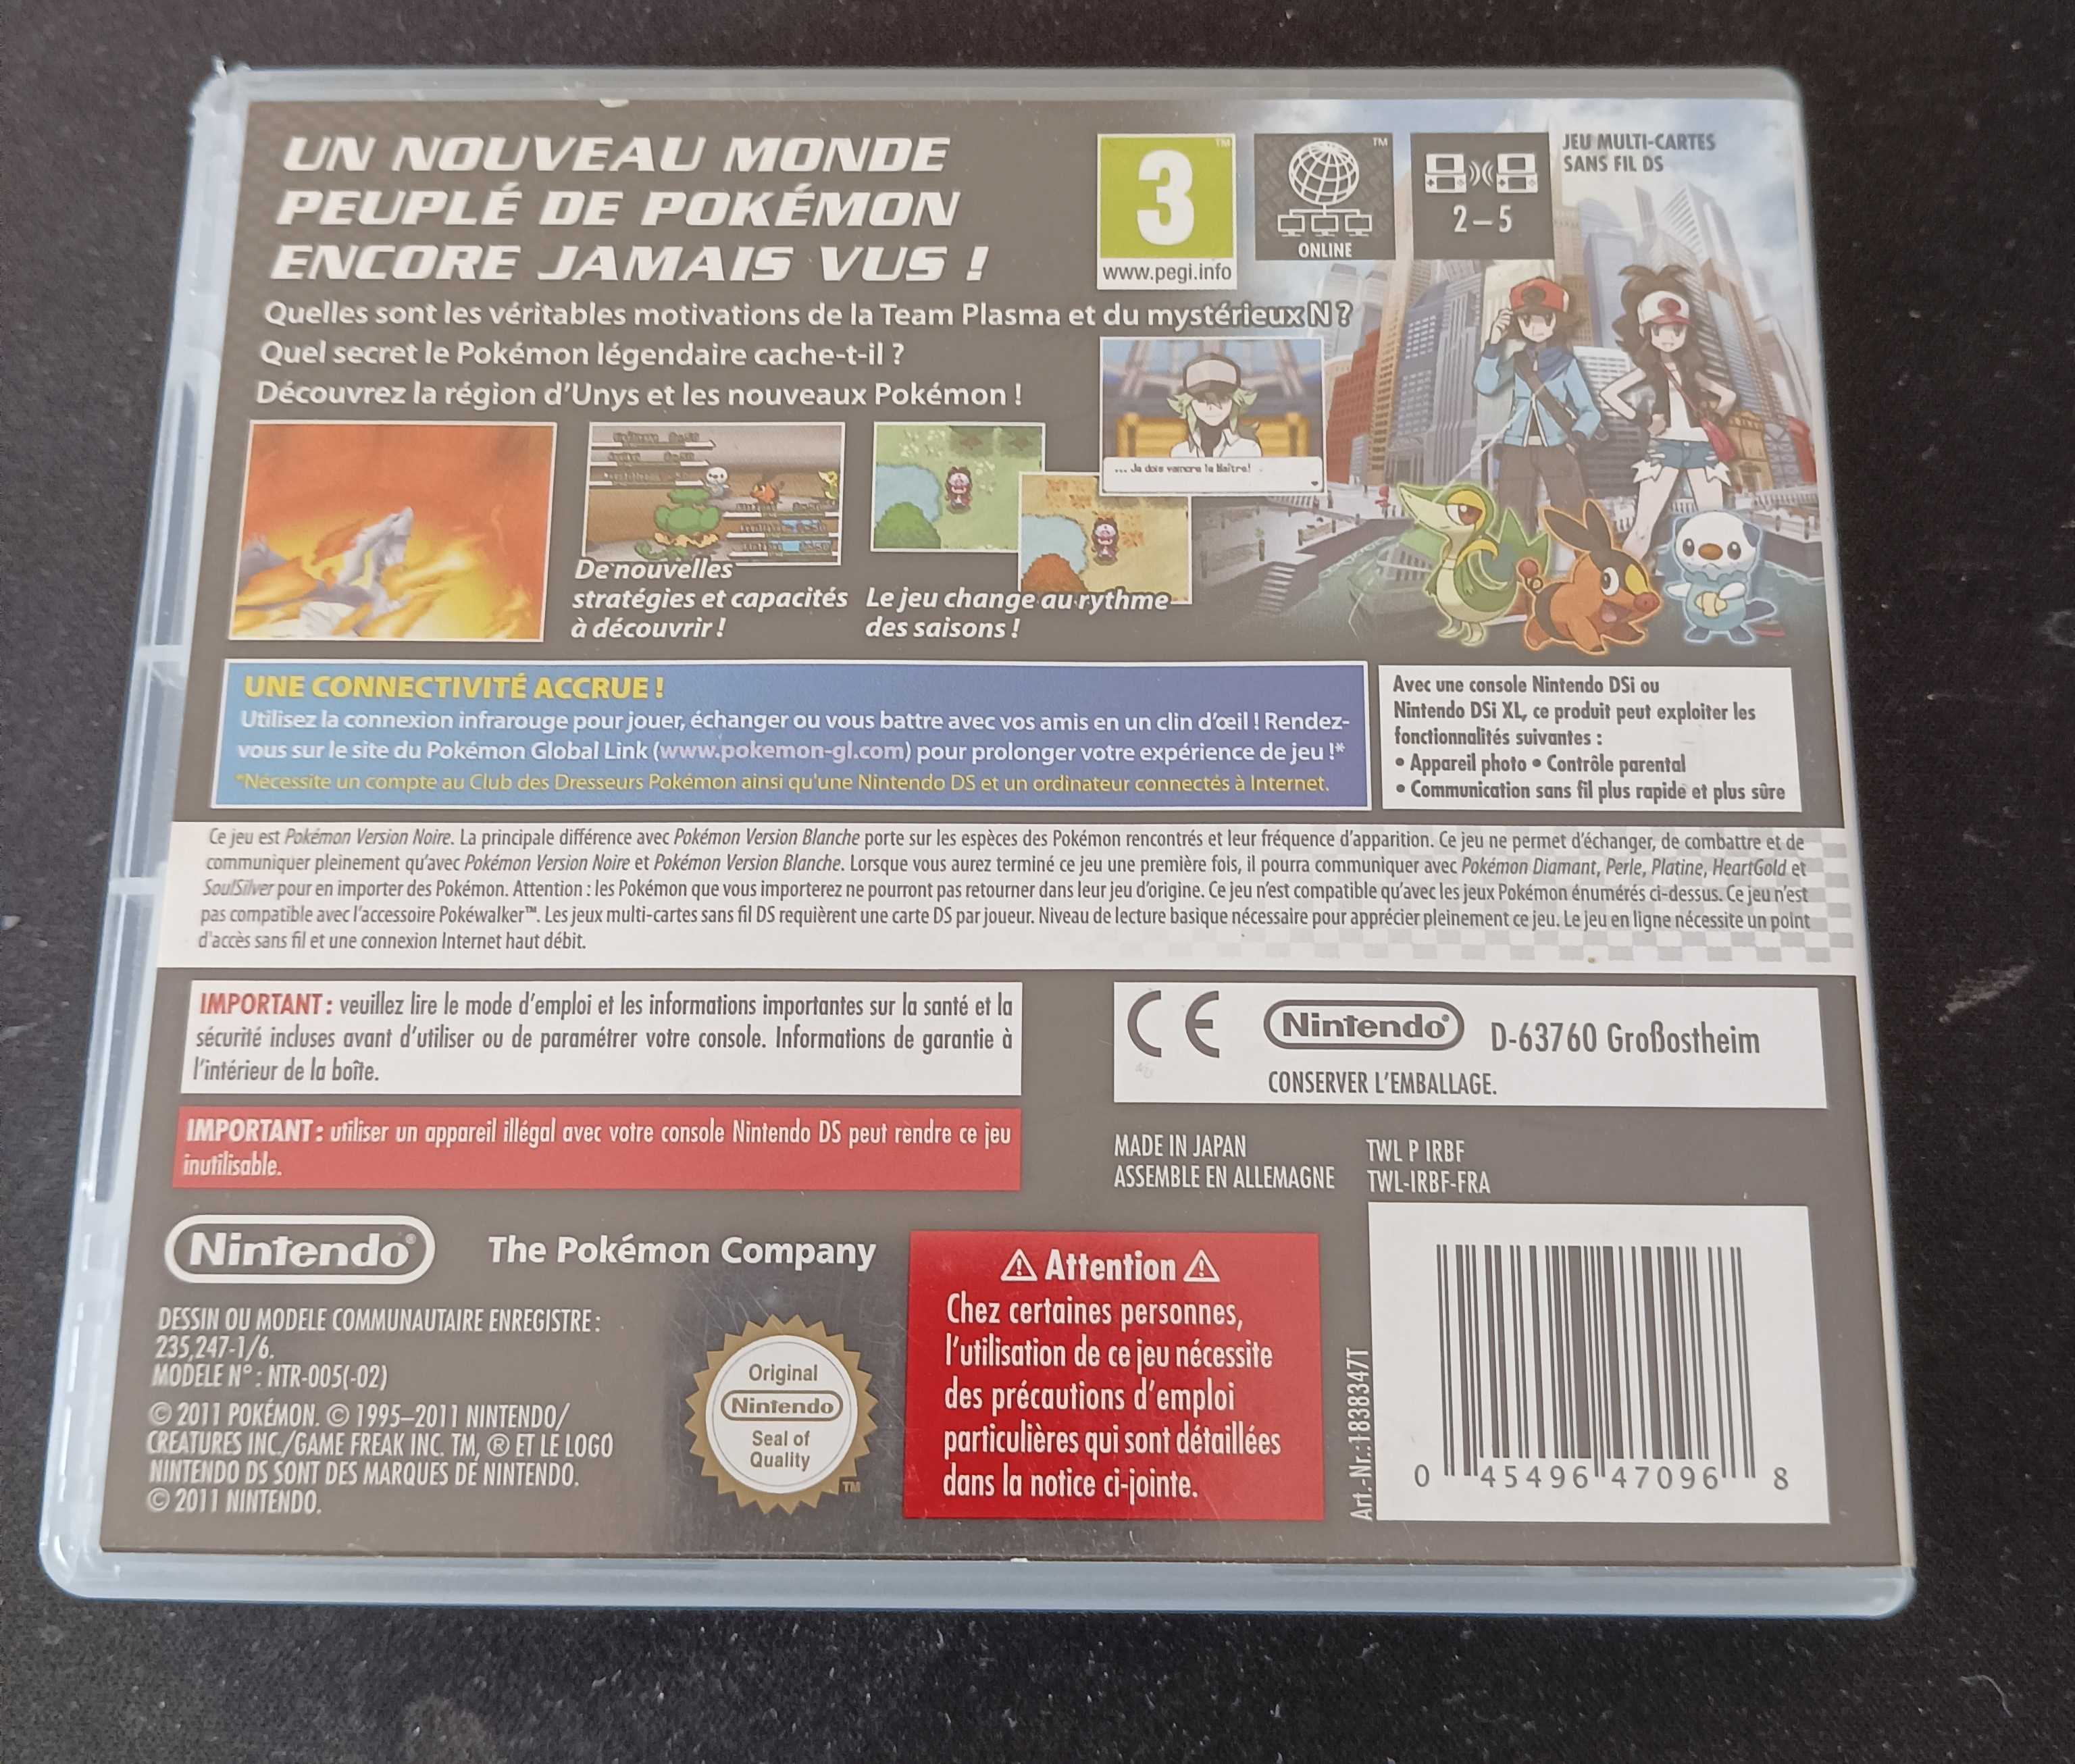 UN NOUVEAU MONDE
PEUPLÉ DE POKÉMON
ENCORE JAMAIS VUS !
3
www.pegi.info
ONLINE
2–5
JEU MULTI-CARTES
SANS FIL DS
Quelles sont les véritables motivations de la Team Plasma et du mystérieux N ?
Quel secret le Pokémon légendaire cache-t-il ?
Découvrez la région d'Unys et les nouveaux Pokémon !
... Je dois vaincre le Maître!
De nouvelles
stratégies et capacités
à découvrir !
Le jeu change au rythme
des saisons !
UNE CONNECTIVITÉ ACCRUE !
Utilisez la connexion infrarouge pour jouer, échanger ou vous battre avec vos amis en un clin d'œil ! Rendez-
vous sur le site du Pokémon Global Link (www.pokemon-gl.com) pour prolonger votre expérience de jeu !*
*Nécessite un compte au Club des Dresseurs Pokémon ainsi qu'une Nintendo DS et un ordinateur connectés à Internet.
Avec une console Nintendo DSi ou
Nintendo DSi XL, ce produit peut exploiter les
fonctionnalités suivantes :
• Appareil photo • Contrôle parental
• Communication sans fil plus rapide et plus sûre
Ce jeu est Pokémon Version Noire. La principale différence avec Pokémon Version Blanche porte sur les espèces des Pokémon rencontrés et leur fréquence d'apparition. Ce jeu ne permet d'échanger, de combattre et de
communiquer pleinement qu'avec Pokémon Version Noire et Pokémon Version Blanche. Lorsque vous aurez terminé ce jeu une première fois, il pourra communiquer avec Pokémon Diamant, Perle, Platine, HeartGold et
SoulSilver pour en importer des Pokémon. Attention : les Pokémon que vous importerez ne pourront pas retourner dans leur jeu d'origine. Ce jeu n'est compatible qu'avec les jeux Pokémon énumérés ci-dessus. Ce jeu n'est
pas compatible avec l'accessoire Pokéwalker™. Les jeux multi-cartes sans fil DS requièrent une carte DS par joueur. Niveau de lecture basique nécessaire pour apprécier pleinement ce jeu. Le jeu en ligne nécessite un point
d'accès sans fil et une connexion Internet haut débit.
IMPORTANT : veuillez lire le mode d'emploi et les informations importantes sur la santé et la
sécurité incluses avant d'utiliser ou de paramétrer votre console. Informations de garantie à
l'intérieur de la boîte.
IMPORTANT : utiliser un appareil illégal avec votre console Nintendo DS peut rendre ce jeu
inutilisable.
CE
Nintendo®
D-63760 Großostheim
CONSERVER L'EMBALLAGE.
MADE IN JAPAN
ASSEMBLE EN ALLEMAGNE
TWL P IRBF
TWL-IRBF-FRA
Nintendo®
The Pokémon Company
DESSIN OU MODELE COMMUNAUTAIRE ENREGISTRE :
235,247-1/6.
MODELE N° : NTR-005(-02)
© 2011 POKÉMON. © 1995–2011 NINTENDO/
CREATURES INC./GAME FREAK INC. TM, ® ET LE LOGO
NINTENDO DS SONT DES MARQUES DE NINTENDO.
© 2011 NINTENDO.
Original
Nintendo
Seal of
Quality
TM
⚠ Attention ⚠
Chez certaines personnes,
l'utilisation de ce jeu nécessite
des précautions d'emploi
particulières qui sont détaillées
dans la notice ci-jointe.
Art.-Nr.:1838347T
0 45496 47096 8